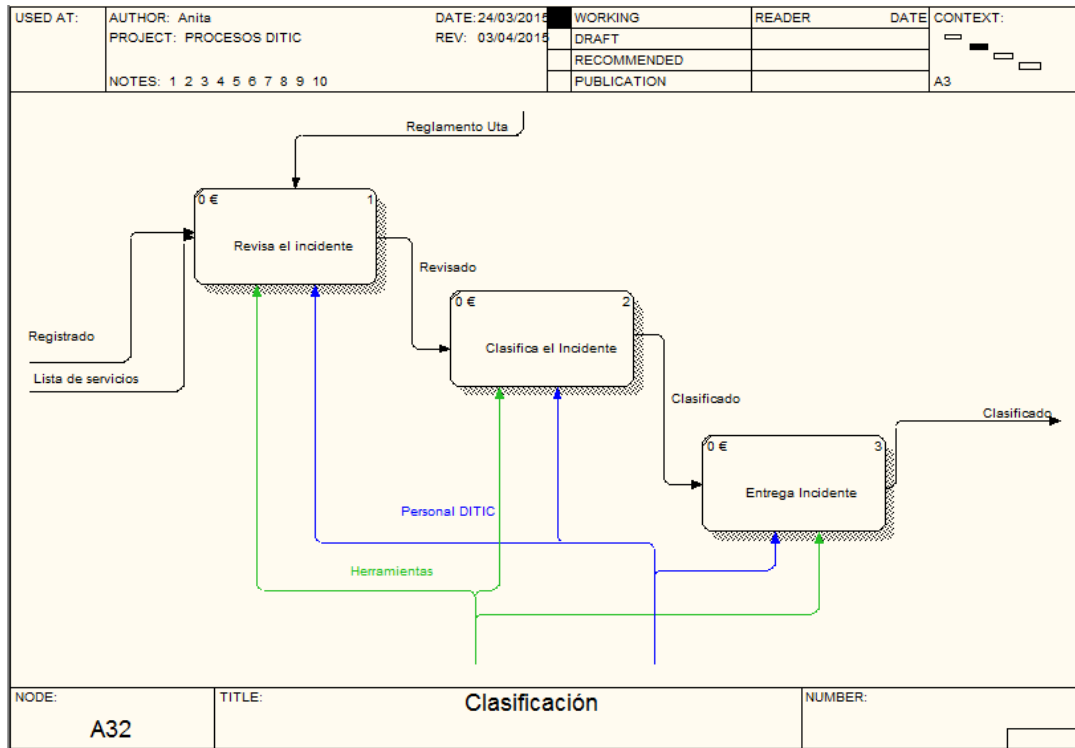 USED AT:
AUTHOR: Anita
DATE: 24/03/2015
WORKING
READER
DATE
CONTEXT:
PROJECT: PROCESOS DITIC
REV: 03/04/2015
DRAFT
RECOMMENDED
NOTES: 1 2 3 4 5 6 7 8 9 10
PUBLICATION
A3
Reglamento Uta
0 €
1
Revisa el incidente
Revisado
0 €
2
Clasifica el Incidente
Registrado
Lista de servicios
Clasificado
Clasificado
0 €
3
Entrega Incidente
Personal DITIC
Herramientas
NODE:
A32
TITLE:
Clasificación
NUMBER: